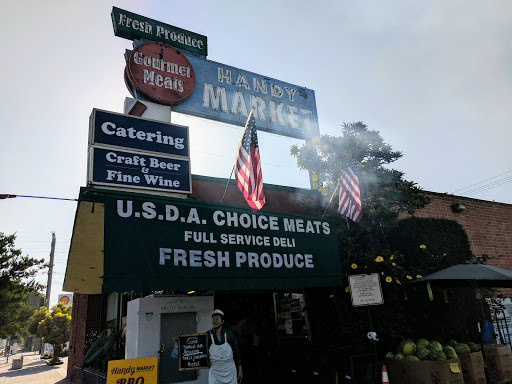 Fresh Produce
Gourmet
Meats
HANDY
MARKET
Catering
Craft Beer
&
Fine Wine
U.S.D.A. CHOICE MEATS
FULL SERVICE DELI
FRESH PRODUCE
Handy MARKET
BBQ